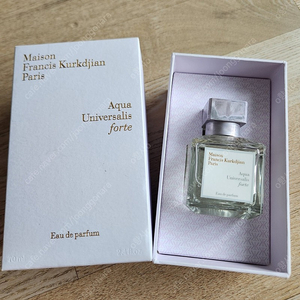 Maison
Francis Kurkdjian
Paris
Aqua
Universalis
forte
Eau de parfum
Maison
Francis Kurkdjian
Paris
Aqua
Universalis
forte
Eau de parfum